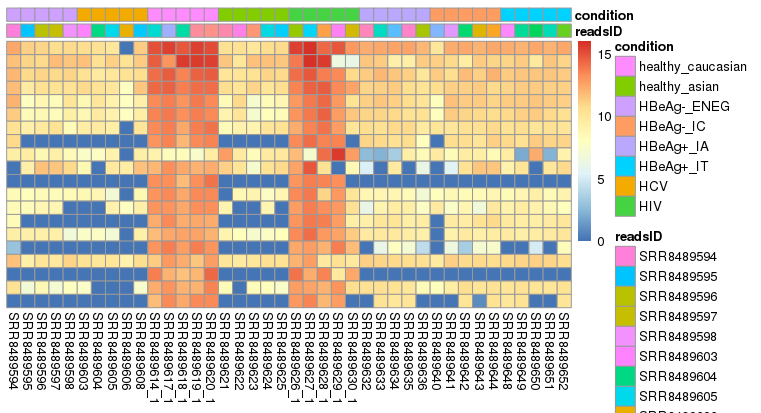 condition
readsID
15
10
5
0
condition
healthy_caucasian
healthy_asian
HBeAg-_ENEG
HBeAg-_IC
HBeAg+_IA
HBeAg+_IT
HCV
HIV
readsID
SRR8489594
SRR8489595
SRR8489596
SRR8489597
SRR8489598
SRR8489603
SRR8489604
SRR8489605
SRR8489594
SRR8489595
SRR8489596
SRR8489597
SRR8489598
SRR8489603
SRR8489604
SRR8489605
SRR8489606
SRR8489608
SRR8489614_1
SRR8489617_1
SRR8489618_1
SRR8489619_1
SRR8489620_1
SRR8489621
SRR8489622
SRR8489623
SRR8489624
SRR8489625
SRR8489626_1
SRR8489627_1
SRR8489628_1
SRR8489629_1
SRR8489630_1
SRR8489632
SRR8489633
SRR8489634
SRR8489635
SRR8489636
SRR8489640
SRR8489641
SRR8489642
SRR8489643
SRR8489644
SRR8489648
SRR8489649
SRR8489650
SRR8489651
SRR8489652